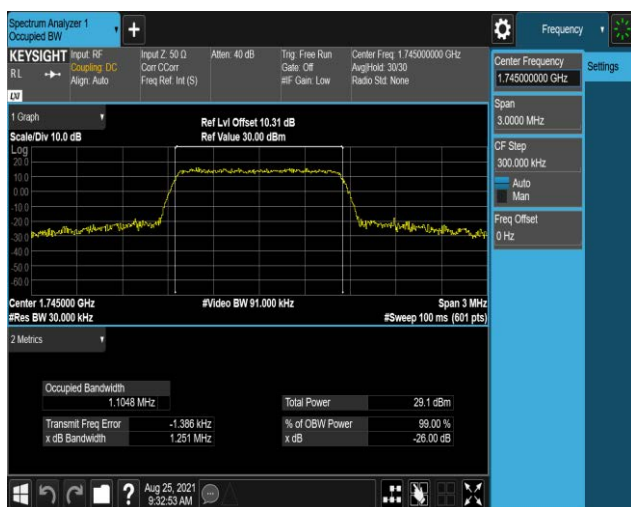 Spectrum Analyzer 1
Occupied BW
+
Frequency
KEYSIGHT
RL
LXI
Input: RF
Coupling: DC
Align: Auto
Input Z: 50 Ω
Corr CCorr
Freq Ref: Int (S)
Atten: 40 dB
Trig: Free Run
Gate: Off
#IF Gain: Low
Center Freq: 1.745000000 GHz
Avg|Hold: 30/30
Radio Std: None
Center Frequency
1.745000000 GHz
Settings
Span
3.0000 MHz
CF Step
300.000 kHz
Auto
Man
Freq Offset
0 Hz
1 Graph
Scale/Div 10.0 dB
Ref Lvl Offset 10.31 dB
Ref Value 30.00 dBm
Log
20.0
10.0
0.00
-10.0
-20.0
-30.0
-40.0
-50.0
-60.0
Center 1.745000 GHz
#Res BW 30.000 kHz
#Video BW 91.000 kHz
Span 3 MHz
#Sweep 100 ms (601 pts)
2 Metrics
Occupied Bandwidth
1.1048 MHz
Transmit Freq Error -1.386 kHz
x dB Bandwidth 1.251 MHz
Total Power 29.1 dBm
% of OBW Power 99.00 %
x dB -26.00 dB
?
Aug 25, 2021
9:32:53 AM